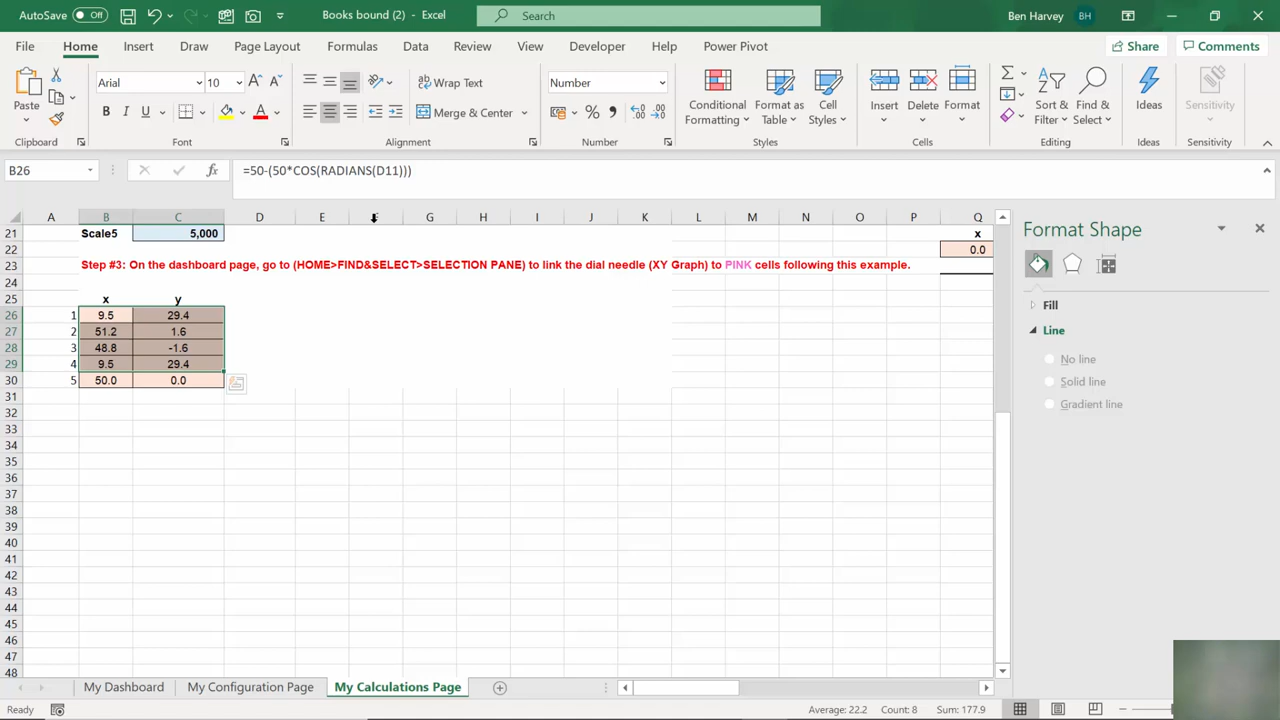 AutoSave Off Books bound (2) - Excel Search Ben Harvey BH
File Home Insert Draw Page Layout Formulas Data Review View Developer Help Power Pivot Share Comments
Paste Arial 10 Wrap Text Number Conditional Formatting Format as Table Cell Styles Insert Delete Format Sort & Filter Find & Select Ideas Sensitivity
B I U A Merge & Center $ %
Clipboard Font Alignment Number Styles Cells Editing Ideas Sensitivity
B26 fx =50-(50*COS(RADIANS(D11)))
A B C D E F G H I J K L M N O P Q
21 Scale5 5,000 x
22 0.0
23 Step #3: On the dashboard page, go to (HOME>FIND&SELECT>SELECTION PANE) to link the dial needle (XY Graph) to PINK cells following this example.
24
25 x y
26 1 9.5 29.4
27 2 51.2 1.6
28 3 48.8 -1.6
29 4 9.5 29.4
30 5 50.0 0.0
31
32
33
34
35
36
37
38
39
40
41
42
43
44
45
46
47
48
Format Shape
Fill
Line
No line
Solid line
Gradient line
My Dashboard My Configuration Page My Calculations Page
Ready Average: 22.2 Count: 8 Sum: 177.9